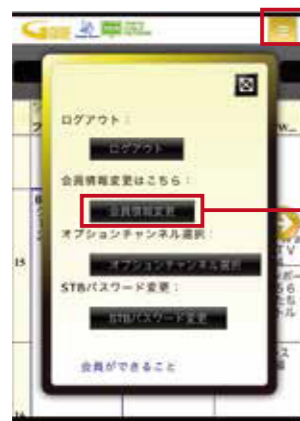 ログアウト：
ログアウト
会員情報変更はこちら：
会員情報変更
オプションチャンネル選択：
オプションチャンネル選択
STBパスワード変更：
STBパスワード変更
会員ができること
15
16